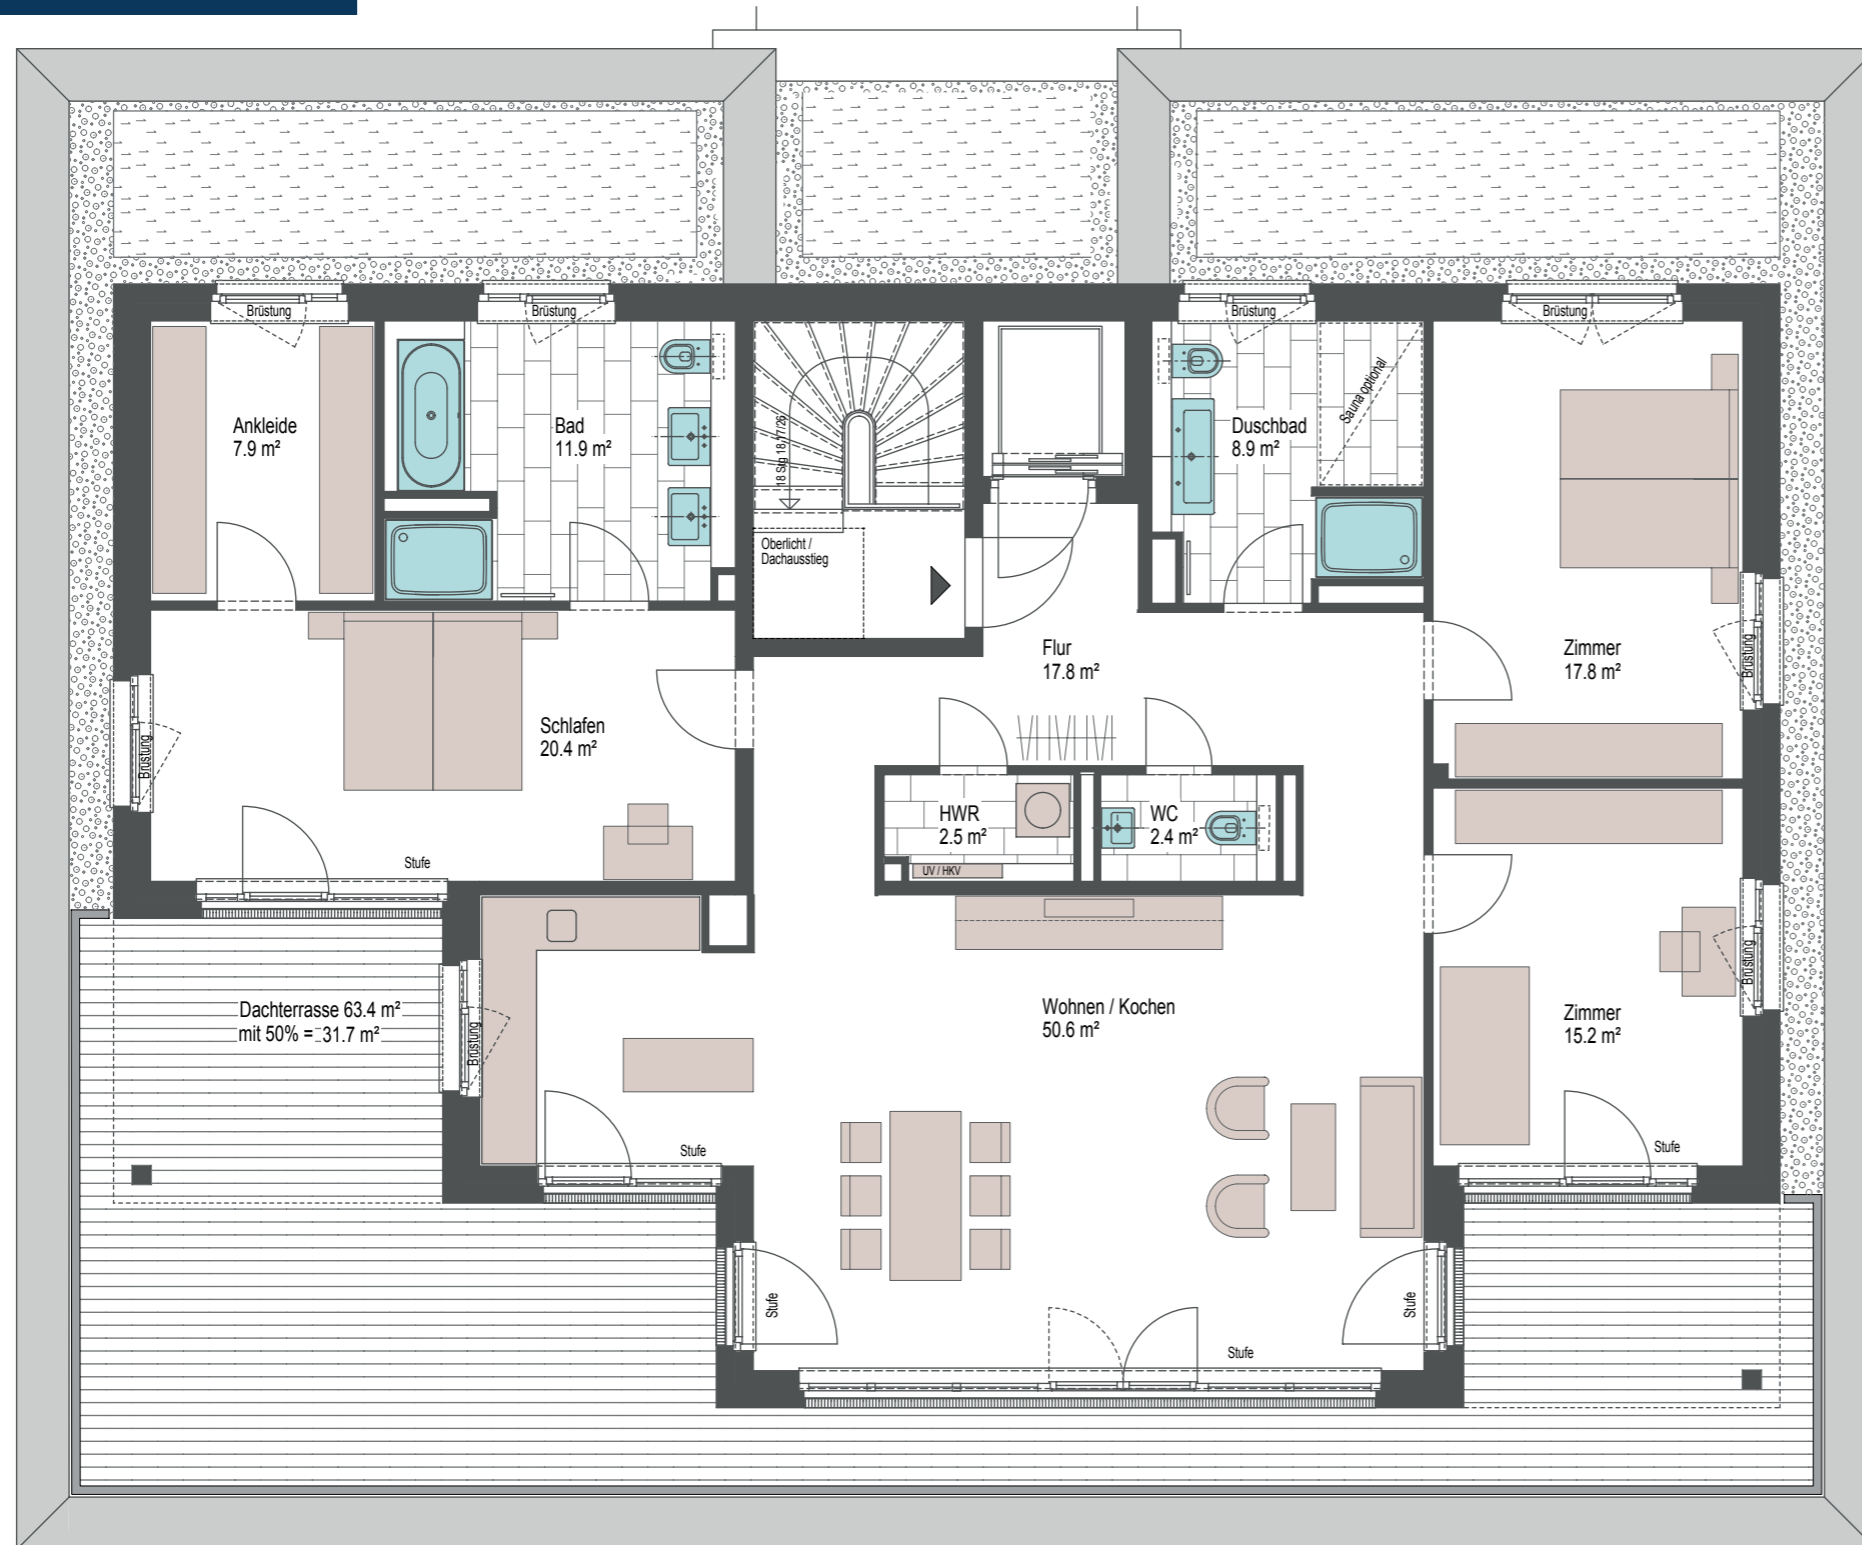 Brüstung
Brüstung
Brüstung
Brüstung
Ankleide
7.9 m²
Bad
11.9 m²
18 Stg 18,17/26
Duschbad
8.9 m²
Sauna optional
Oberlicht /
Dachausstieg
Flur
17.8 m²
Zimmer
17.8 m²
Brüstung
Schlafen
20.4 m²
Brüstung
Stufe
HWR
2.5 m²
UV / HKV
WC
2.4 m²
Dachterrasse 63.4 m²
mit 50% = 31.7 m²
Brüstung
Wohnen / Kochen
50.6 m²
Zimmer
15.2 m²
Brüstung
Stufe
Stufe
Stufe
Stufe
Stufe